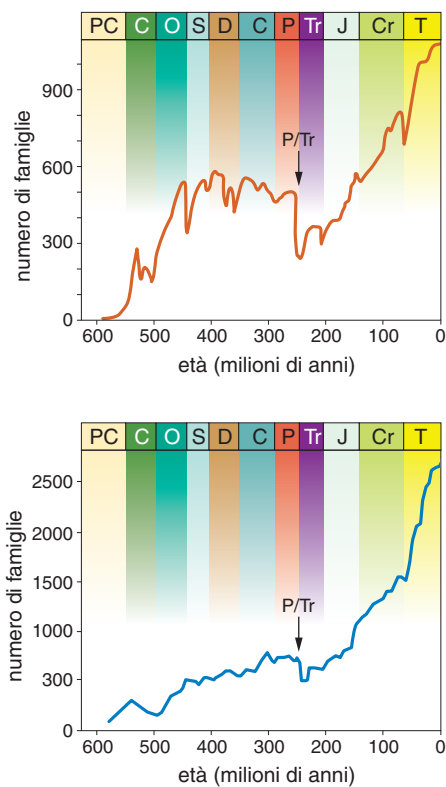 PC C O S D C P Tr J Cr T
numero di famiglie
900
600
300
0
P/Tr
600 500 400 300 200 100 0
età (milioni di anni)
PC C O S D C P Tr J Cr T
numero di famiglie
2500
2000
1500
1000
300
0
P/Tr
600 500 400 300 200 100 0
età (milioni di anni)